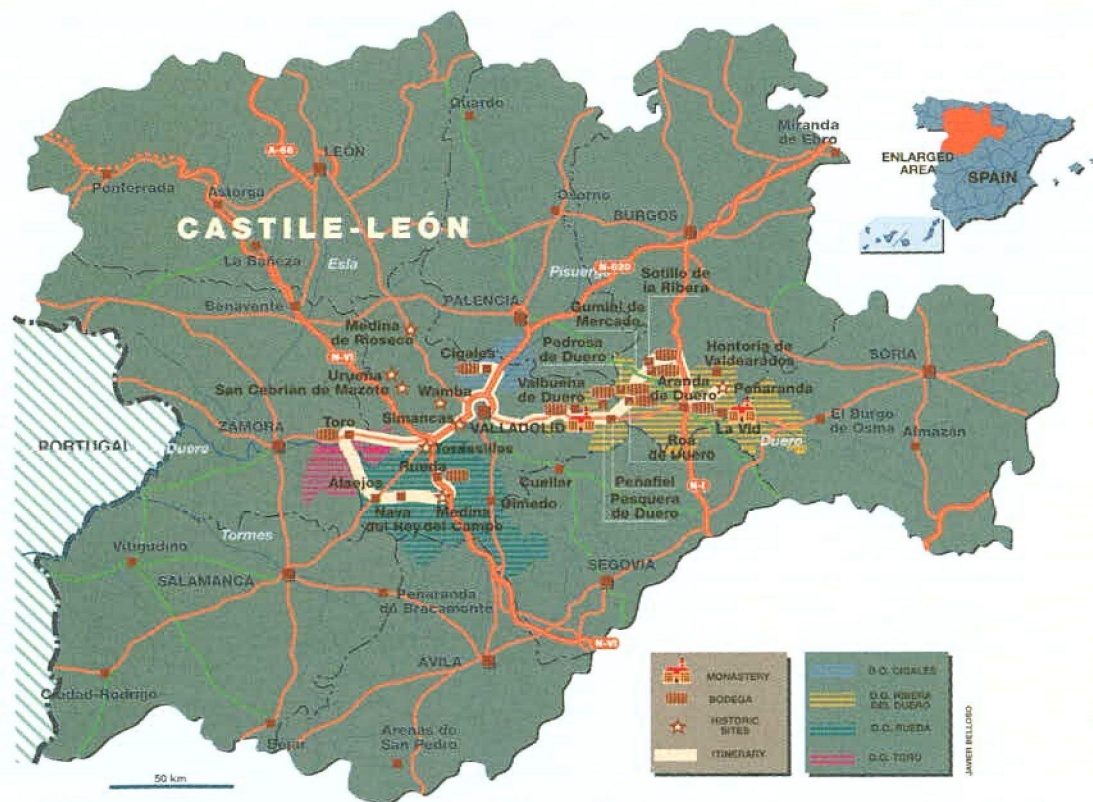 Guardo
Miranda
de Ebro
A-66
LEÓN
ENLARGED
AREA
SPAIN
Ponferrada
Astorga
Osorno
BURGOS
CASTILE-LEÓN
La Bañeza
Esla
Pisuerga
N-620
Sotillo de
la Ribera
Benavente
PALENCIA
Gumiel de
Mercado
Medina
de Rioseco
Pedrosa
de Duero
Hontoria de
Valdearados
SORIA
N-VI
Cigales
Urueña
San Cebrián de Mazote
Wamba
Valbuena
de Duero
Aranda
de Duero
Peñaranda
Simancas
VALLADOLID
La Vid
El Burgo
de Osma
PORTUGAL
Duero
ZAMORA
Toro
Tordesillas
Roa
de Duero
Duero
Almazán
Rueda
Alaejos
Cuellar
Peñafiel
N-I
Nava
del Rey
Medina
del Campo
Olmedo
Pesquera
de Duero
Tormes
Vitigudino
SALAMANCA
SEGOVIA
Peñaranda
de Bracamonte
N-VI
AVILA
Ciudad-Rodrigo
Béjar
Arenas de
San Pedro
50 km
MONASTERY
BODEGA
HISTORIC
SITES
ITINERARY
D.O. CIGALES
D.O. RIBERA
DEL DUERO
D.O. RUEDA
D.O. TORO
JAVIER BELLOSO